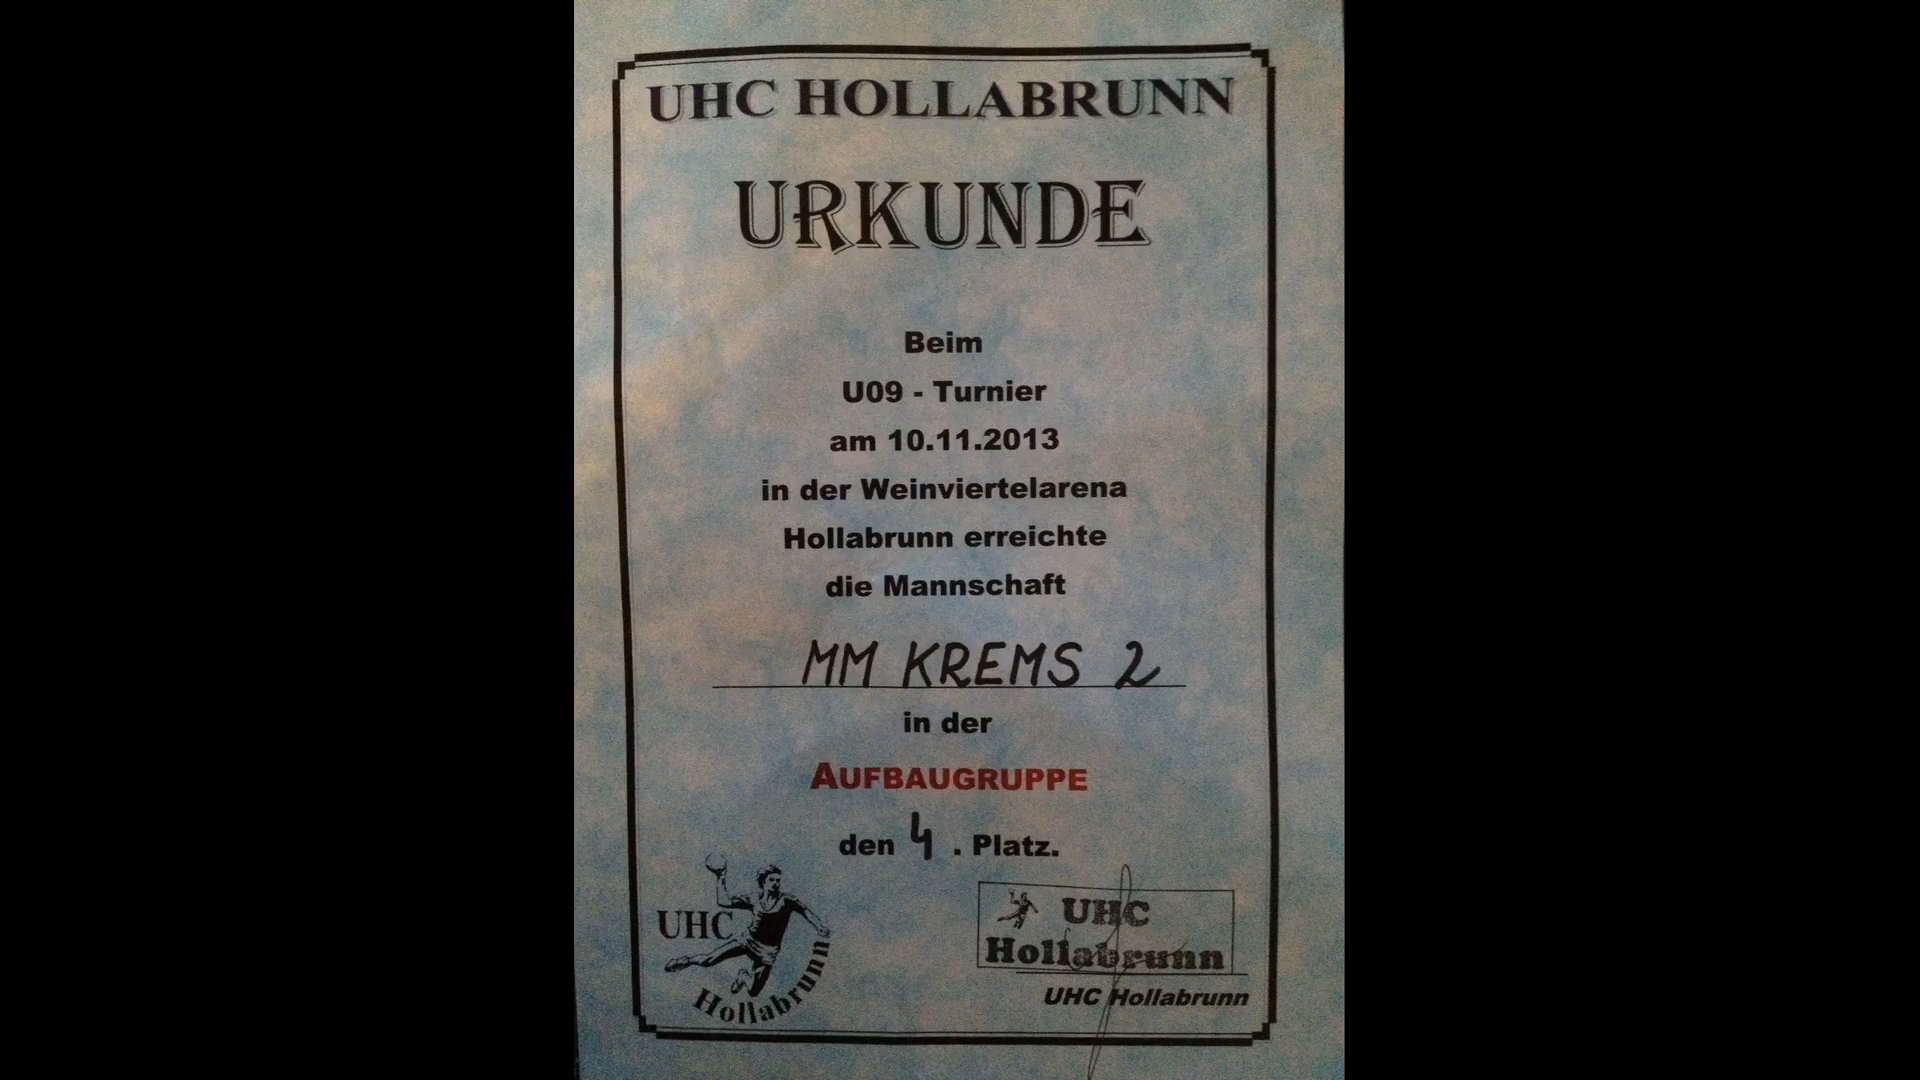 UHC HOLLABRUNN
URKUNDE
Beim
U09 - Turnier
am 10.11.2013
in der Weinviertelarena
Hollabrunn erreichte
die Mannschaft
MM KREMS 2
in der
AUFBAUGRUPPE
den 4 . Platz.
UHC
Hollabrunn
UHC
Hollabrunn
UHC Hollabrunn